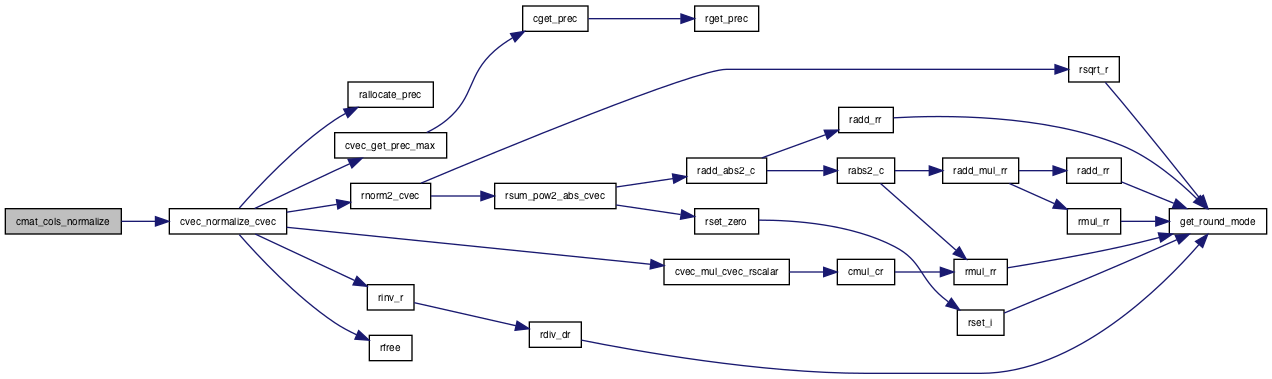 cget_prec
rget_prec
rsqrt_r
rallocate_prec
radd_rr
cvec_get_prec_max
radd_abs2_c
rabs2_c
radd_mul_rr
radd_rr
rnorm2_cvec
rsum_pow2_abs_cvec
cmat_cols_normalize
cvec_normalize_cvec
rset_zero
rmul_rr
get_round_mode
cvec_mul_cvec_rscalar
cmul_cr
rmul_rr
rinv_r
rset_i
rdiv_dr
rfree